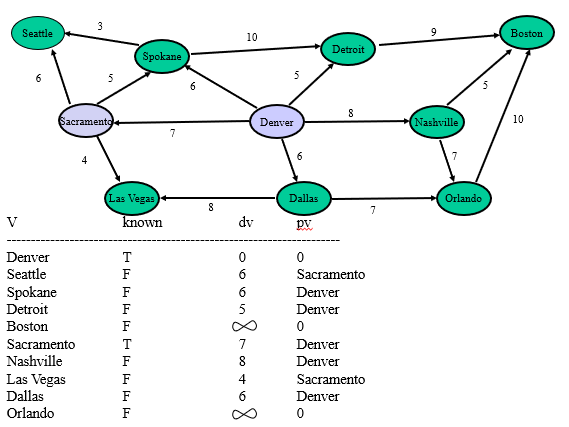 Seattle
3
Spokane
10
Detroit
9
Boston
6
5
6
5
5
10
Sacramento
7
Denver
8
Nashville
4
6
7
Las Vegas
8
Dallas
7
Orlando
V known dv pv
--------------------------------------------------------------------
Denver T 0 0
Seattle F 6 Sacramento
Spokane F 6 Denver
Detroit F 5 Denver
Boston F ∞ 0
Sacramento T 7 Denver
Nashville F 8 Denver
Las Vegas F 4 Sacramento
Dallas F 6 Denver
Orlando F ∞ 0